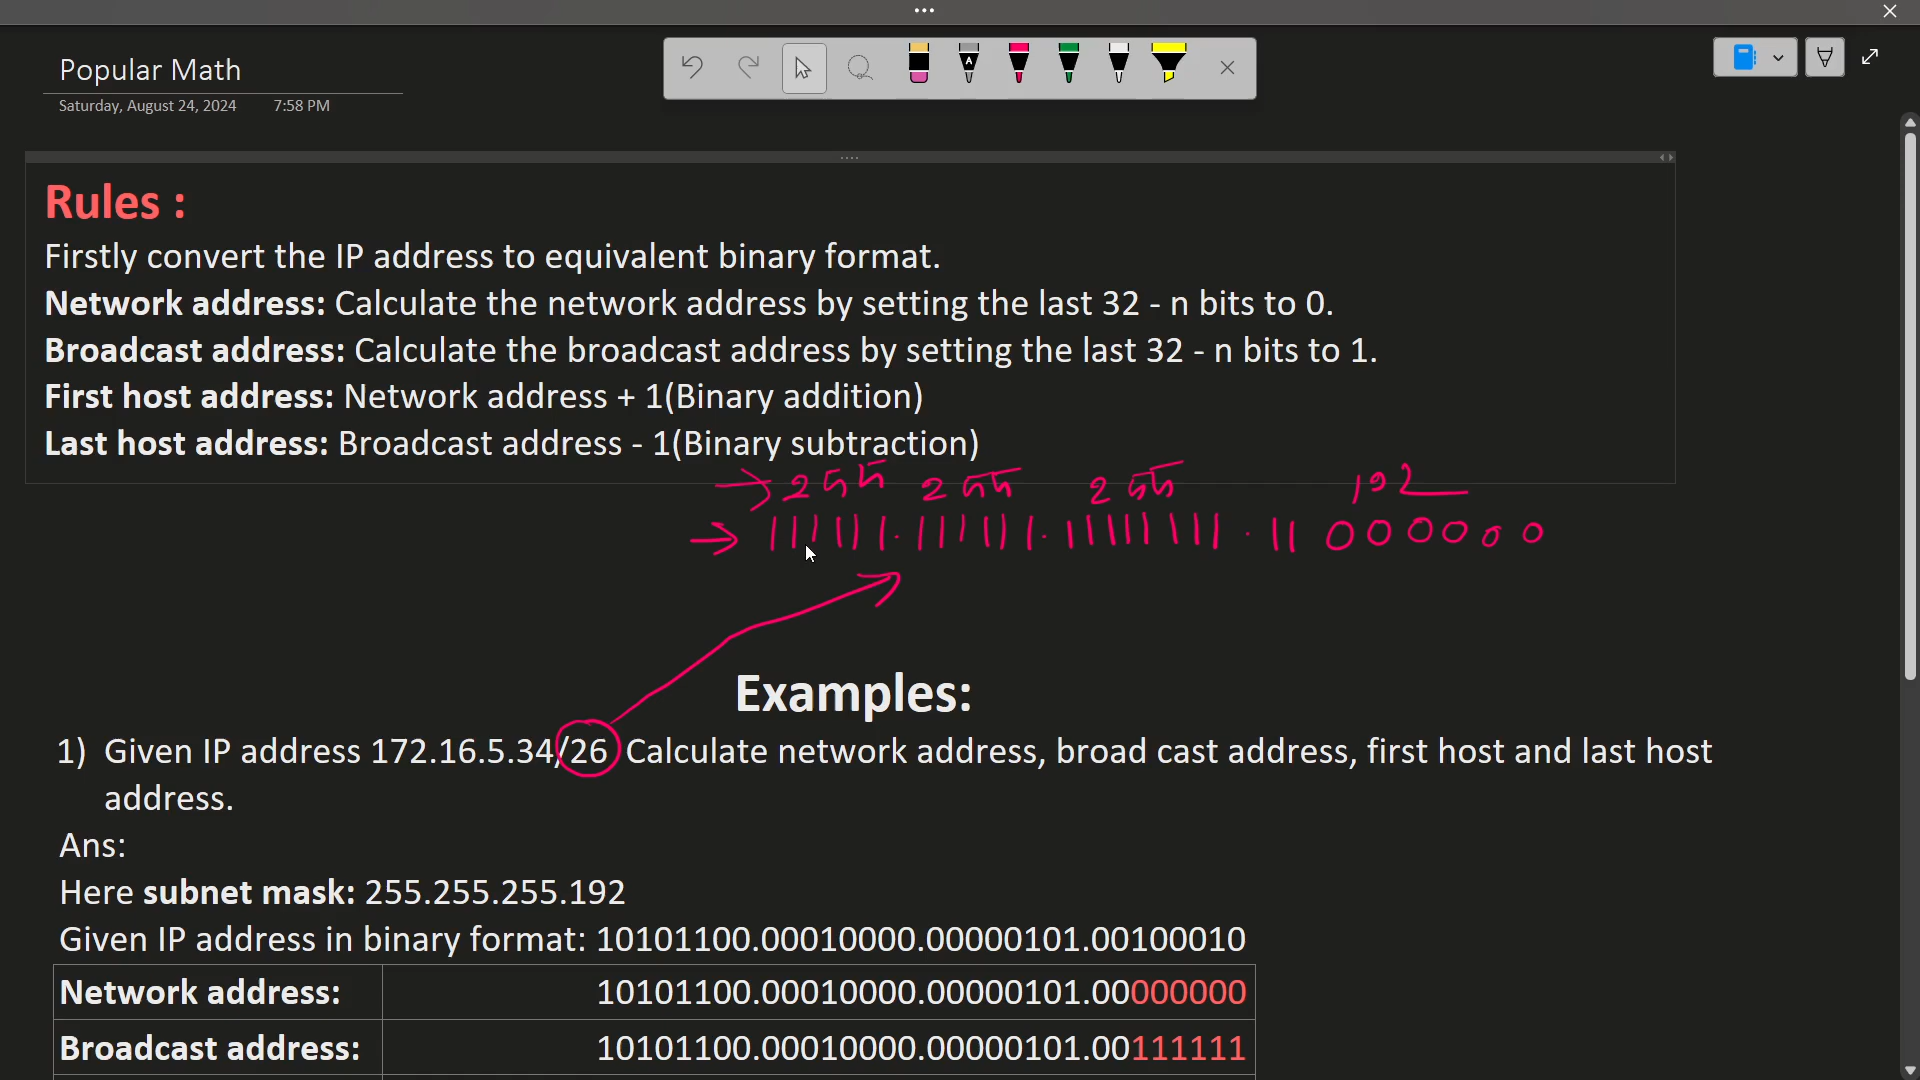 Popular Math
Saturday, August 24, 2024 7:58 PM
Rules :
Firstly convert the IP address to equivalent binary format.
Network address: Calculate the network address by setting the last 32 - n bits to 0.
Broadcast address: Calculate the broadcast address by setting the last 32 - n bits to 1.
First host address: Network address + 1(Binary addition)
Last host address: Broadcast address - 1(Binary subtraction)
→ 255 255 255 192
→ 111111.111111.11111111.11000000
Examples:
1) Given IP address 172.16.5.34/26 Calculate network address, broad cast address, first host and last host
address.
Ans:
Here subnet mask: 255.255.255.192
Given IP address in binary format: 10101100.00010000.00000101.00100010
Network address: 10101100.00010000.00000101.00000000
Broadcast address: 10101100.00010000.00000101.00111111